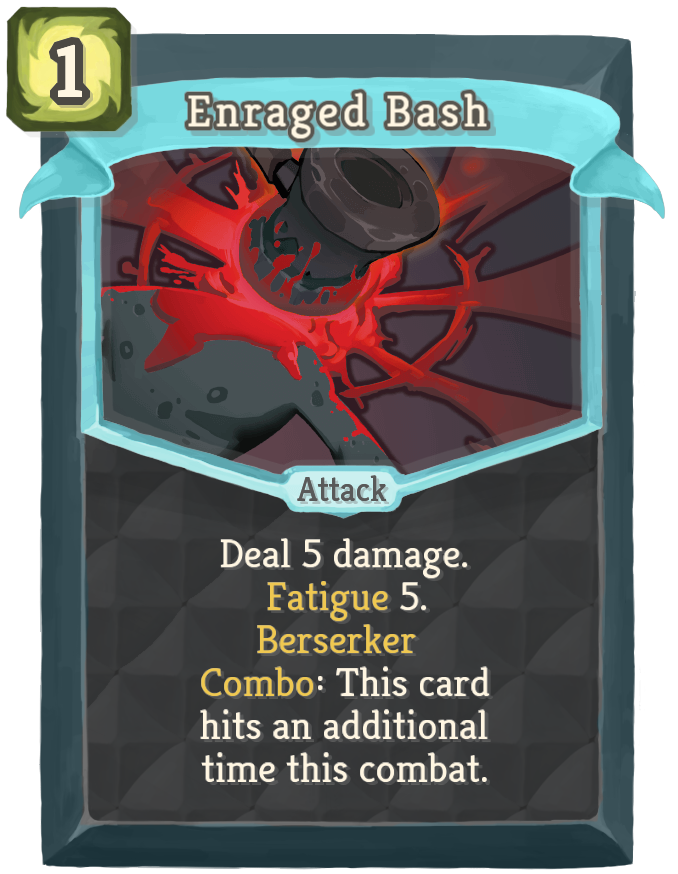 1
Enraged Bash
Attack
Deal 5 damage.
Fatigue 5.
Berserker
Combo: This card
hits an additional
time this combat.